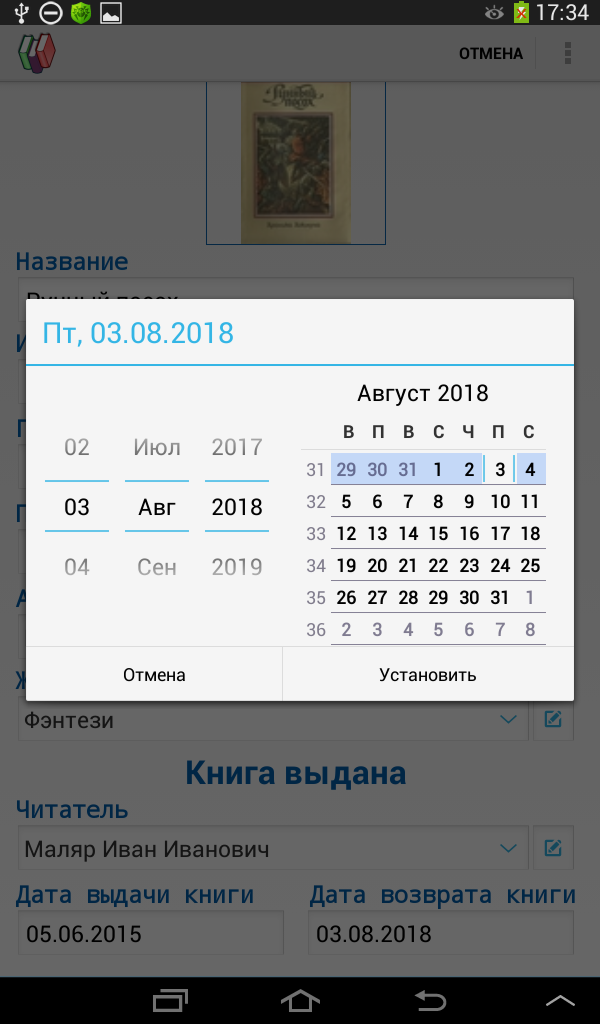 17:34
ОТМЕНА
Название
Ручный посох
Пт, 03.08.2018
Август 2018
В П В С Ч П С
02 Июл 2017
03 Авг 2018
04 Сен 2019
31 29 30 31 1 2 3 4
32 5 6 7 8 9 10 11
33 12 13 14 15 16 17 18
34 19 20 21 22 23 24 25
35 26 27 28 29 30 31 1
36 2 3 4 5 6 7 8
Отмена Установить
Фэнтези
Книга выдана
Читатель
Маляр Иван Иванович
Дата выдачи книги Дата возврата книги
05.06.2015 03.08.2018